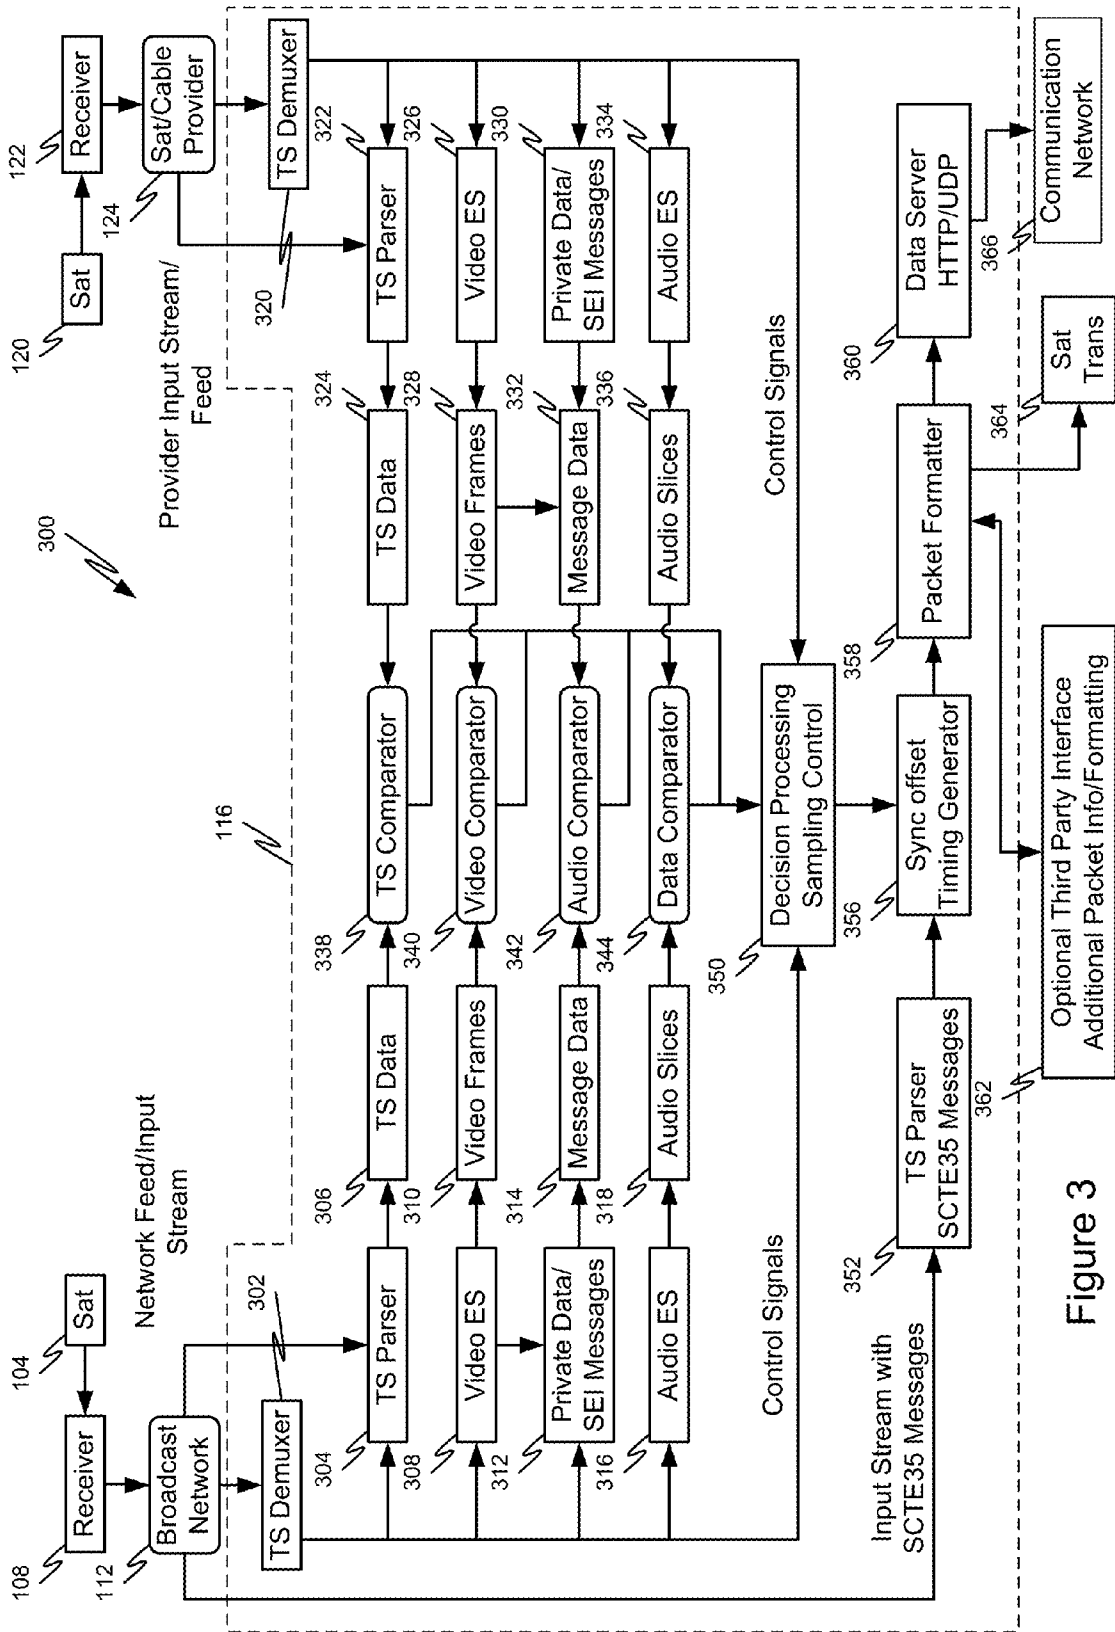 300
104
Sat
108
Receiver
112
Broadcast
Network
Network Feed/Input
Stream
120
Sat
122
Receiver
124
Sat/Cable
Provider
Provider Input Stream/
Feed
116
302
TS Demuxer
320
TS Demuxer
304
TS Parser
306
TS Data
338
TS Comparator
324
TS Data
322
TS Parser
308
Video ES
310
Video Frames
340
Video Comparator
328
Video Frames
326
Video ES
312
Private Data/
SEI Messages
314
Message Data
342
Audio Comparator
332
Message Data
330
Private Data/
SEI Messages
316
Audio ES
318
Audio Slices
344
Data Comparator
336
Audio Slices
334
Audio ES
Control Signals
350
Decision Processing
Sampling Control
Control Signals
Input Stream with
SCTE35 Messages
352
TS Parser
SCTE35 Messages
356
Sync offset
Timing Generator
358
Packet Formatter
360
Data Server
HTTP/UDP
362
Optional Third Party Interface
Additional Packet Info/Formatting
364
Sat
Trans
366
Communication
Network
Figure 3